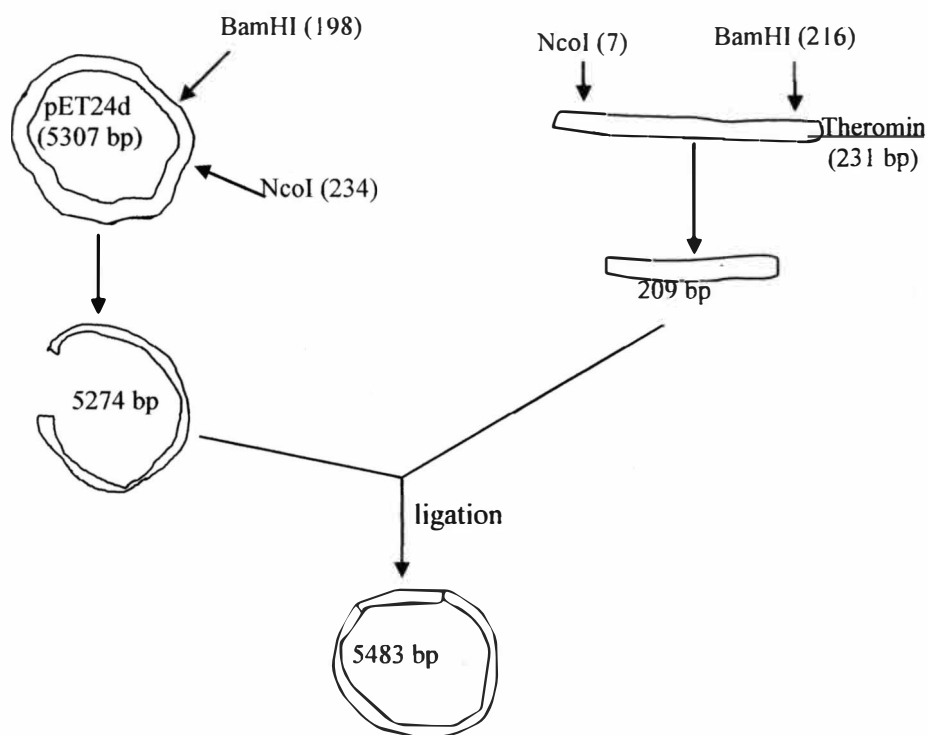 BamHI (198)
pET24d
(5307 bp)
NcoI (234)
NcoI (7)
BamHI (216)
Theromin
(231 bp)
209 bp
5274 bp
ligation
5483 bp